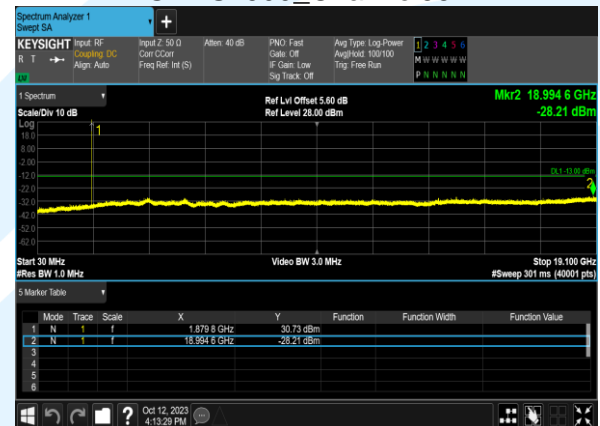 Spectrum Analyzer 1
Swept SA
+
KEYSIGHT
R T
Input: RF
Coupling: DC
Align: Auto
Input Z: 50 Ω
Corr CCorr
Freq Ref: Int (S)
Atten: 40 dB
PNO: Fast
Gate: Off
IF Gain: Low
Sig Track: Off
Avg Type: Log-Power
Avg|Hold: 100/100
Trig: Free Run
1 2 3 4 5 6
M W W W W W
P N N N N N
1 Spectrum
Scale/Div 10 dB
Ref Lvl Offset 5.60 dB
Ref Level 28.00 dBm
Mkr2 18.994 6 GHz
-28.21 dBm
Log
18.0
8.00
-2.00
-12.0
-22.0
-32.0
-42.0
-52.0
-62.0
1
DL1 -13.00 dBm
2
Start 30 MHz
#Res BW 1.0 MHz
Video BW 3.0 MHz
Stop 19.100 GHz
#Sweep 301 ms (40001 pts)
5 Marker Table
Mode Trace Scale X Y Function Function Width Function Value
1 N 1 f 1.879 8 GHz 30.73 dBm
2 N 1 f 18.994 6 GHz -28.21 dBm
3
4
5
6
?
Oct 12, 2023
4:13:29 PM